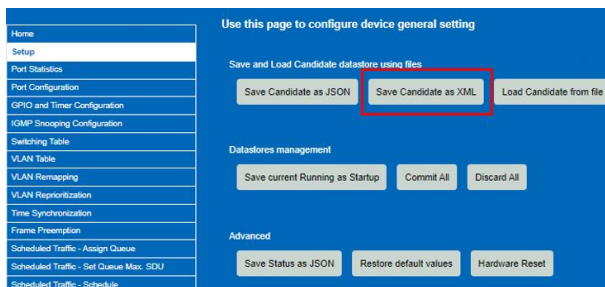 Use this page to configure device general setting
Home
Setup
Port Statistics
Port Configuration
GPIO and Timer Configuration
IGMP Snooping Configuration
Switching Table
VLAN Table
VLAN Remapping
VLAN Reprioritization
Time Synchronization
Frame Preemption
Scheduled Traffic - Assign Queue
Scheduled Traffic - Set Queue Max. SDU
Scheduled Traffic - Schedule
Save and Load Candidate datastore using files
Save Candidate as JSON Save Candidate as XML Load Candidate from file
Datastores management
Save current Running as Startup Commit All Discard All
Advanced
Save Status as JSON Restore default values Hardware Reset